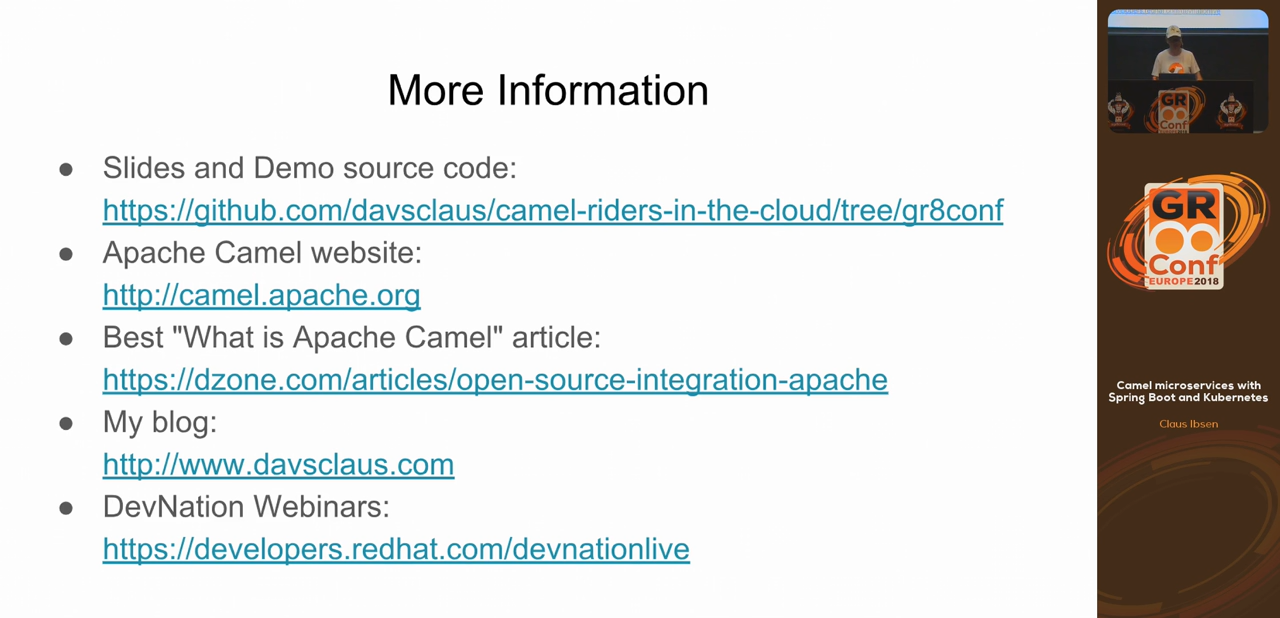 More Information
● Slides and Demo source code:
https://github.com/davsclaus/camel-riders-in-the-cloud/tree/gr8conf
● Apache Camel website:
http://camel.apache.org
● Best "What is Apache Camel" article:
https://dzone.com/articles/open-source-integration-apache
● My blog:
http://www.davsclaus.com
● DevNation Webinars:
https://developers.redhat.com/devnationlive
GR
Conf
GR
Conf
EUROPE 2018
Camel microservices with
Spring Boot and Kubernetes
Claus Ibsen